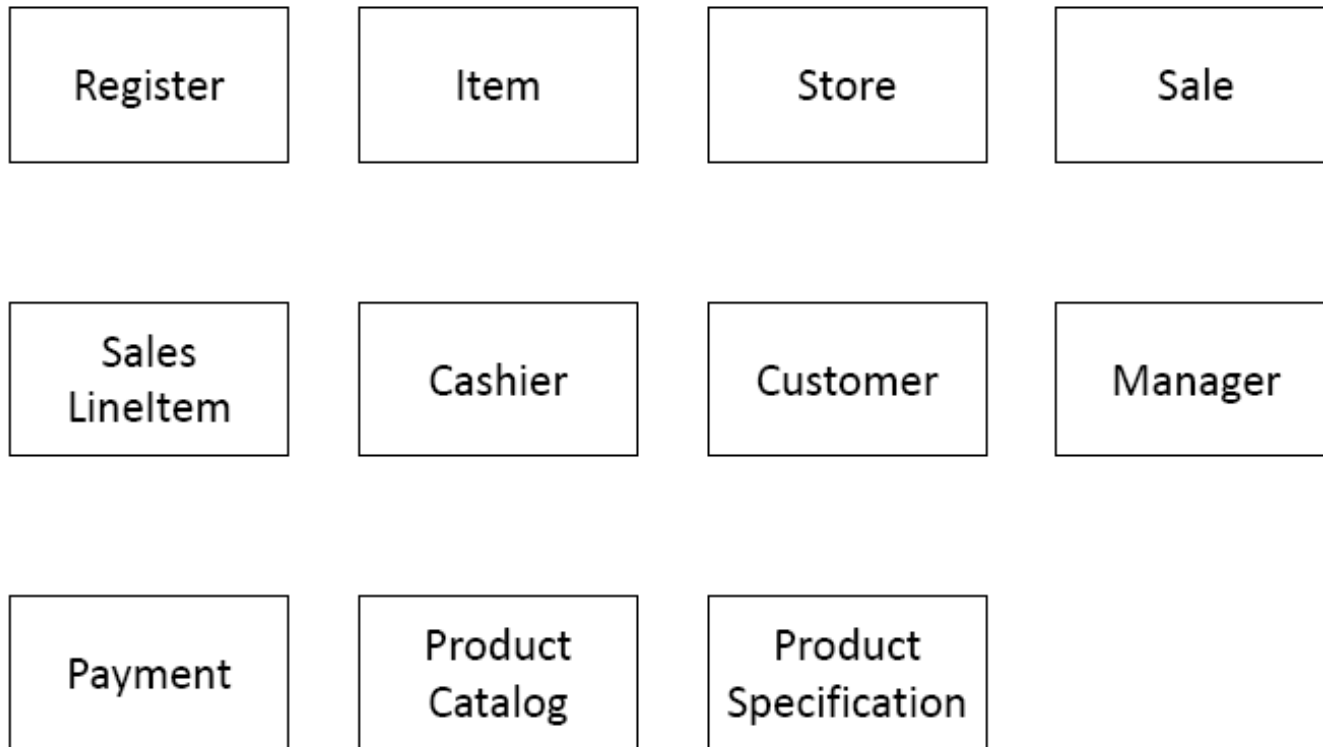 Register
Item
Store
Sale
Sales
LineItem
Cashier
Customer
Manager
Payment
Product
Catalog
Product
Specification